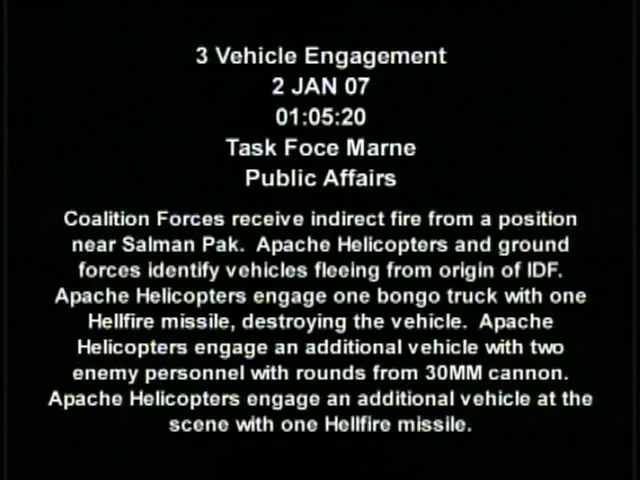 3 Vehicle Engagement
2 JAN 07
01:05:20
Task Foce Marne
Public Affairs
Coalition Forces receive indirect fire from a position
near Salman Pak. Apache Helicopters and ground
forces identify vehicles fleeing from origin of IDF.
Apache Helicopters engage one bongo truck with one
Hellfire missile, destroying the vehicle. Apache
Helicopters engage an additional vehicle with two
enemy personnel with rounds from 30MM cannon.
Apache Helicopters engage an additional vehicle at the
scene with one Hellfire missile.